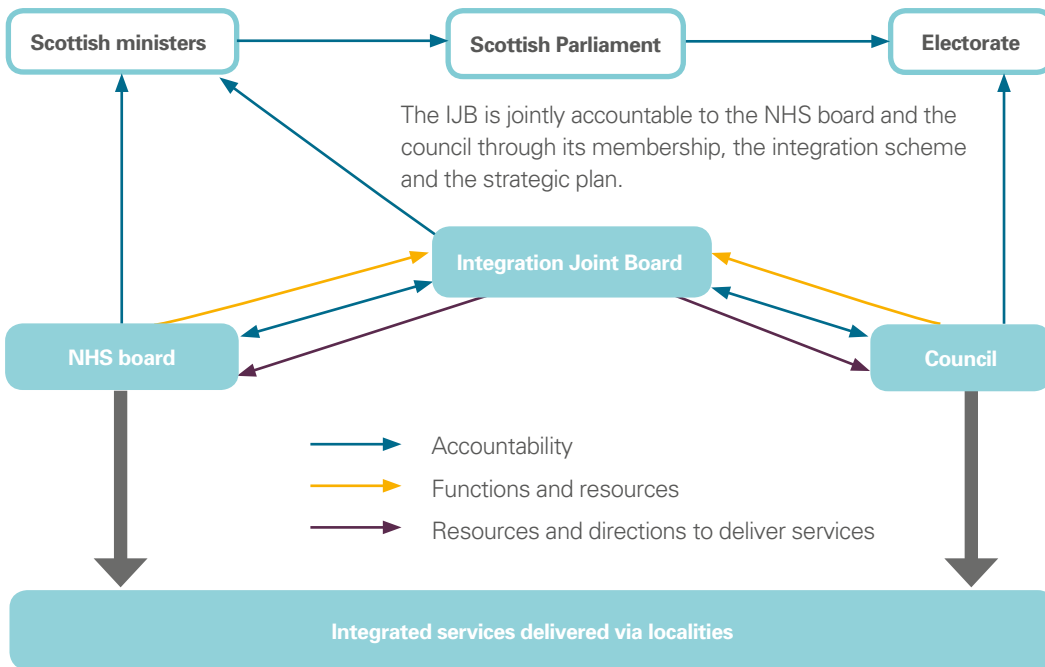 Scottish ministers
Scottish Parliament
Electorate
The IJB is jointly accountable to the NHS board and the
council through its membership, the integration scheme
and the strategic plan.
Integration Joint Board
NHS board
Council
Accountability
Functions and resources
Resources and directions to deliver services
Integrated services delivered via localities